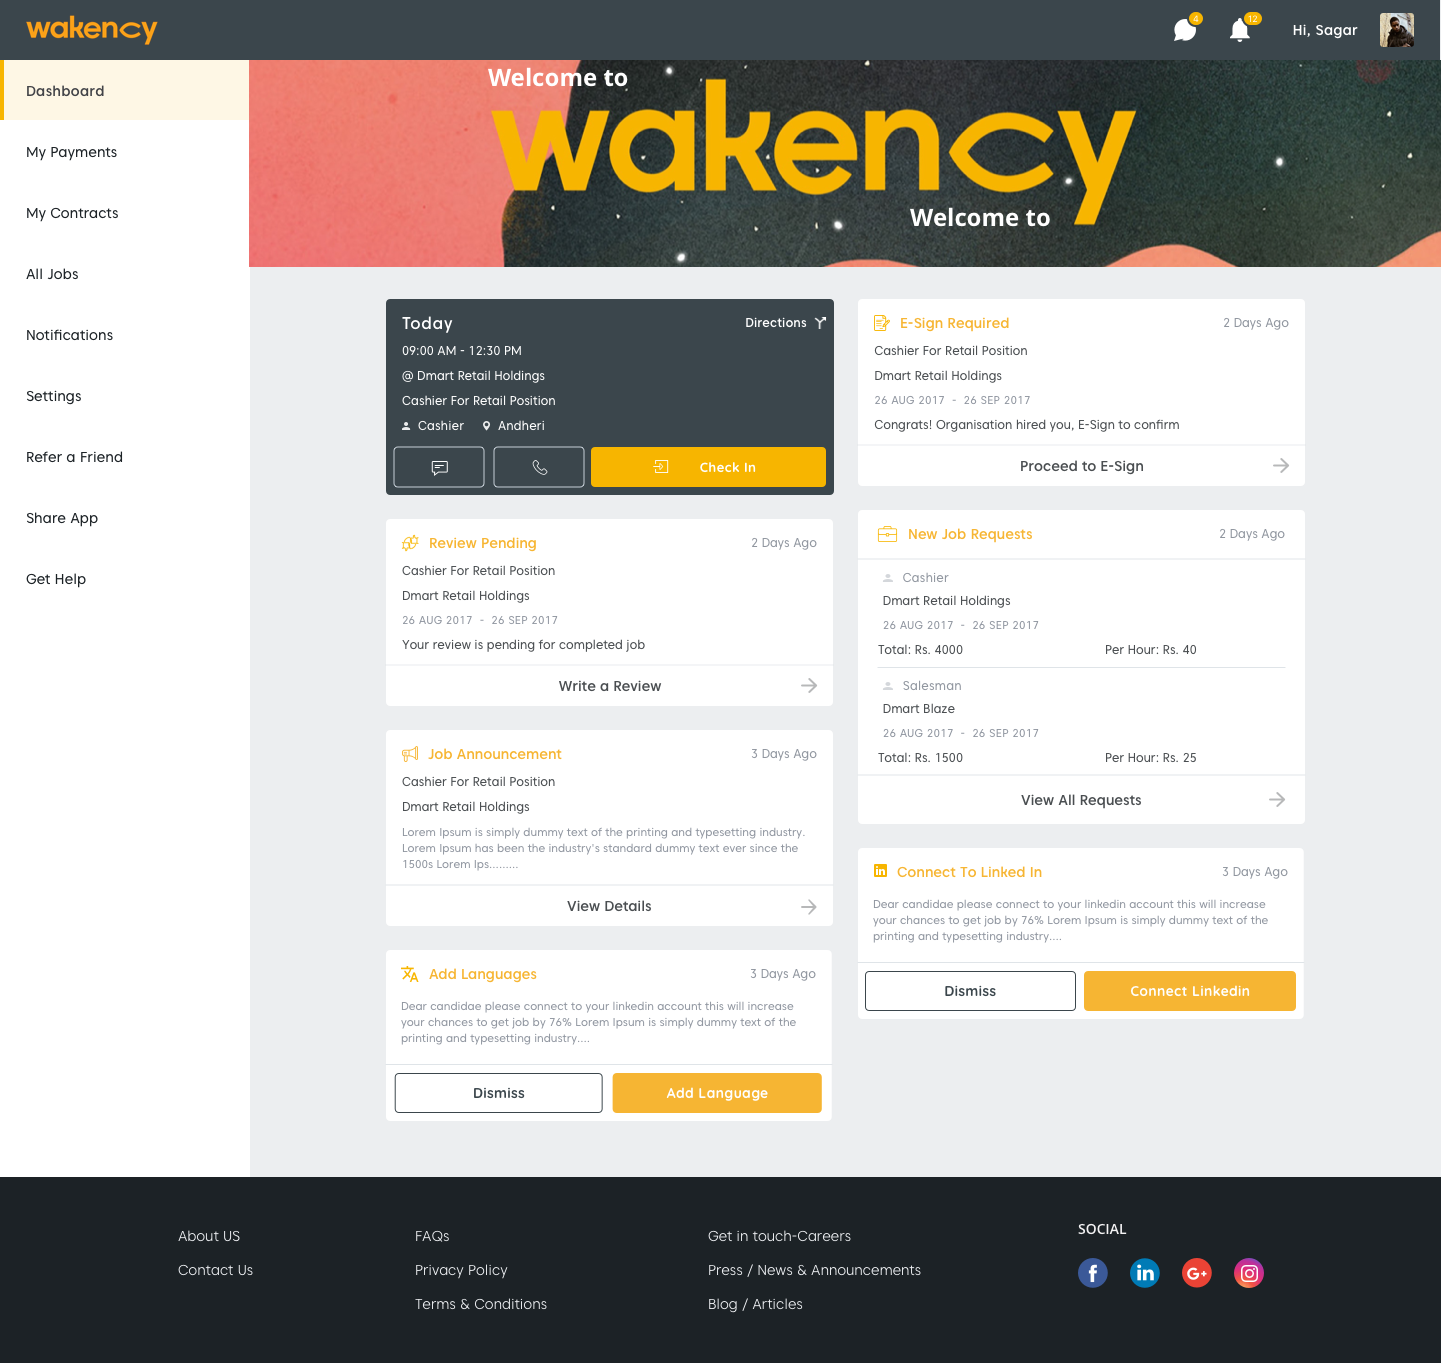 wakency
4
12
Hi, Sagar
Dashboard
My Payments
My Contracts
All Jobs
Notifications
Settings
Refer a Friend
Share App
Get Help
Welcome to
wakency
Welcome to
Today
Directions
09:00 AM - 12:30 PM
@ Dmart Retail Holdings
Cashier For Retail Position
Cashier
Andheri
Check In
Review Pending
2 Days Ago
Cashier For Retail Position
Dmart Retail Holdings
26 AUG 2017 - 26 SEP 2017
Your review is pending for completed job
Write a Review
Job Announcement
3 Days Ago
Cashier For Retail Position
Dmart Retail Holdings
Lorem Ipsum is simply dummy text of the printing and typesetting industry.
Lorem Ipsum has been the industry's standard dummy text ever since the
1500s Lorem Ips.........
View Details
Add Languages
3 Days Ago
Dear candidae please connect to your linkedin account this will increase
your chances to get job by 76% Lorem Ipsum is simply dummy text of the
printing and typesetting industry....
Dismiss
Add Language
E-Sign Required
2 Days Ago
Cashier For Retail Position
Dmart Retail Holdings
26 AUG 2017 - 26 SEP 2017
Congrats! Organisation hired you, E-Sign to confirm
Proceed to E-Sign
New Job Requests
2 Days Ago
Cashier
Dmart Retail Holdings
26 AUG 2017 - 26 SEP 2017
Total: Rs. 4000
Per Hour: Rs. 40
Salesman
Dmart Blaze
26 AUG 2017 - 26 SEP 2017
Total: Rs. 1500
Per Hour: Rs. 25
View All Requests
in
Connect To Linked In
3 Days Ago
Dear candidae please connect to your linkedin account this will increase
your chances to get job by 76% Lorem Ipsum is simply dummy text of the
printing and typesetting industry....
Dismiss
Connect Linkedin
About US
Contact Us
FAQs
Privacy Policy
Terms & Conditions
Get in touch-Careers
Press / News & Announcements
Blog / Articles
SOCIAL
f
in
G+